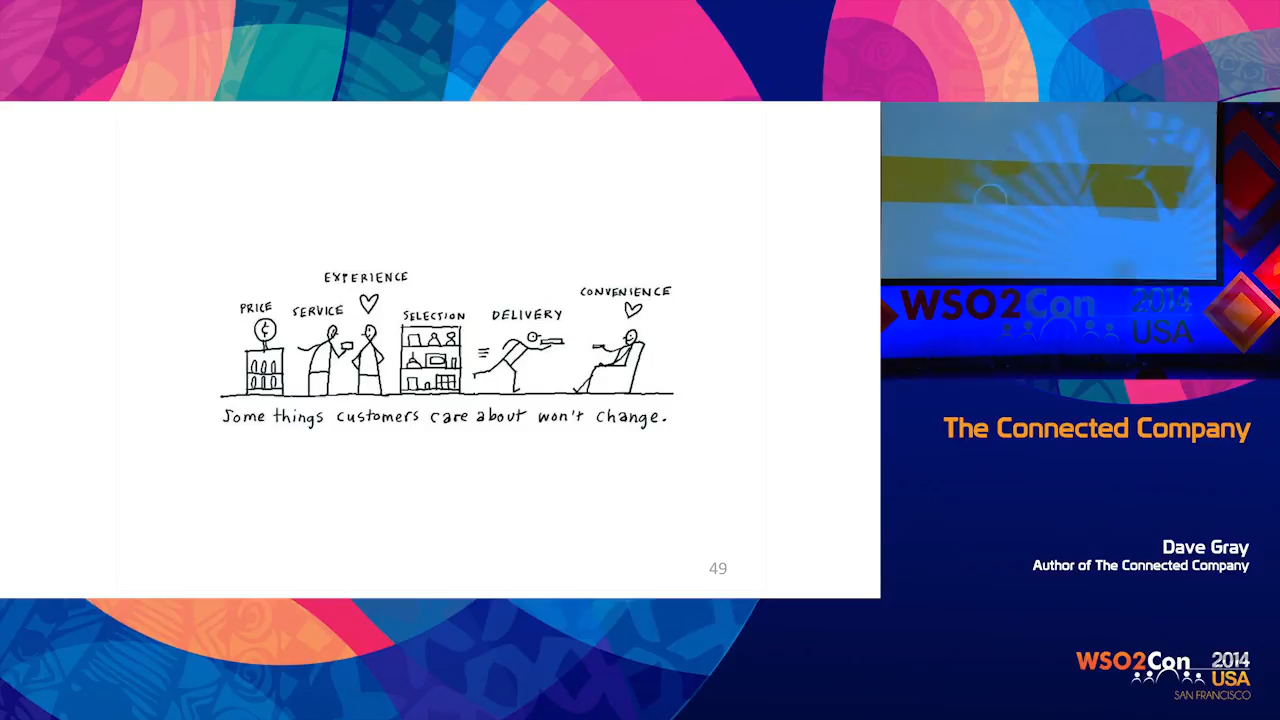 EXPERIENCE
PRICE
SERVICE
SELECTION
DELIVERY
CONVENIENCE
Some things customers care about won't change.
49
WSO2Con 2014
USA
The Connected Company
Dave Gray
Author of The Connected Company
WSO2Con 2014
USA
SAN FRANCISCO